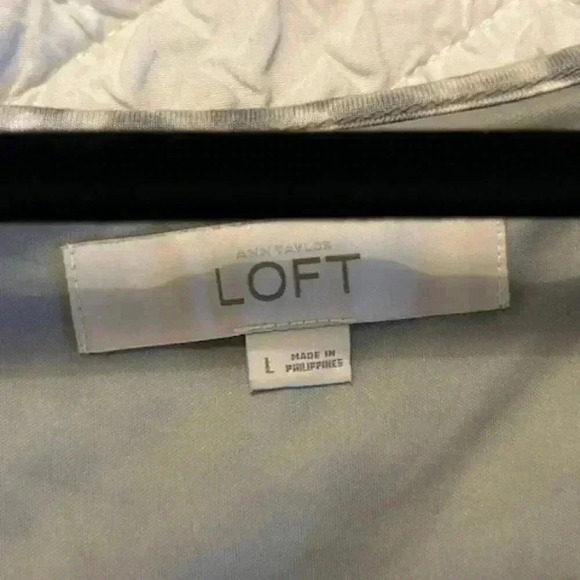 ANN TAYLOR
LOFT
L
MADE IN
PHILIPPINES